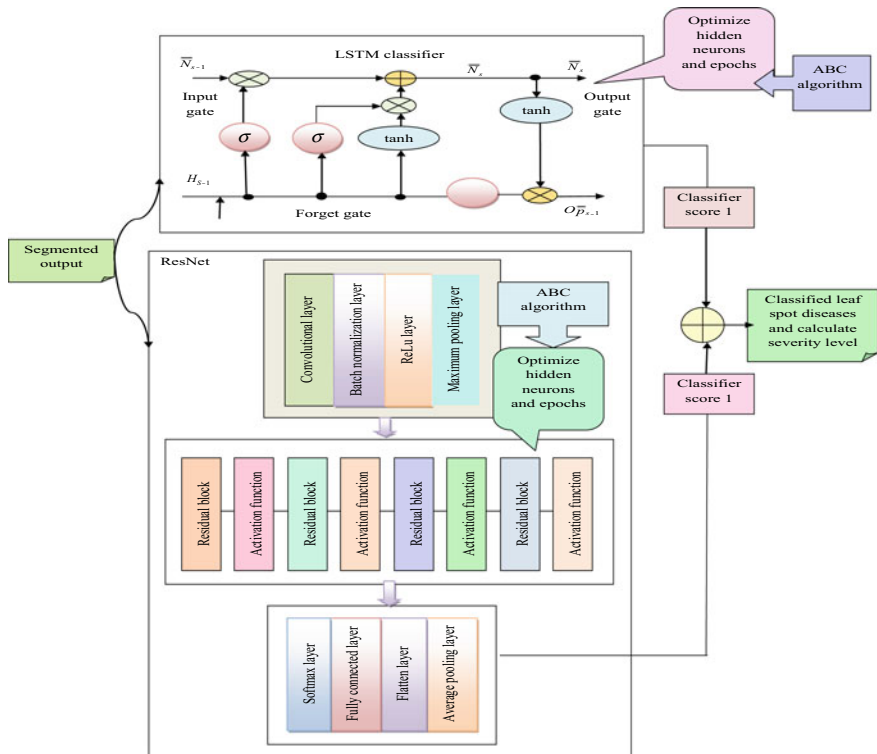 LSTM classifier
N̅ₛ₋₁
Input
gate
σ
σ
tanh
N̅ₛ
N̅ₛ
Output
gate
tanh
H_S-1
Forget gate
Op̅ₛ₋₁
Optimize
hidden
neurons
and epochs
ABC
algorithm
Segmented
output
Classifier
score 1
Classified leaf
spot diseases
and calculate
severity level
Classifier
score 1
ResNet
Convolutional layer
Batch normalization layer
ReLu layer
Maximum pooling layer
ABC
algorithm
Optimize
hidden
neurons
and epochs
Residual block
Activation function
Residual block
Activation function
Residual block
Activation function
Residual block
Activation function
Softmax layer
Fully connected layer
Flatten layer
Average pooling layer